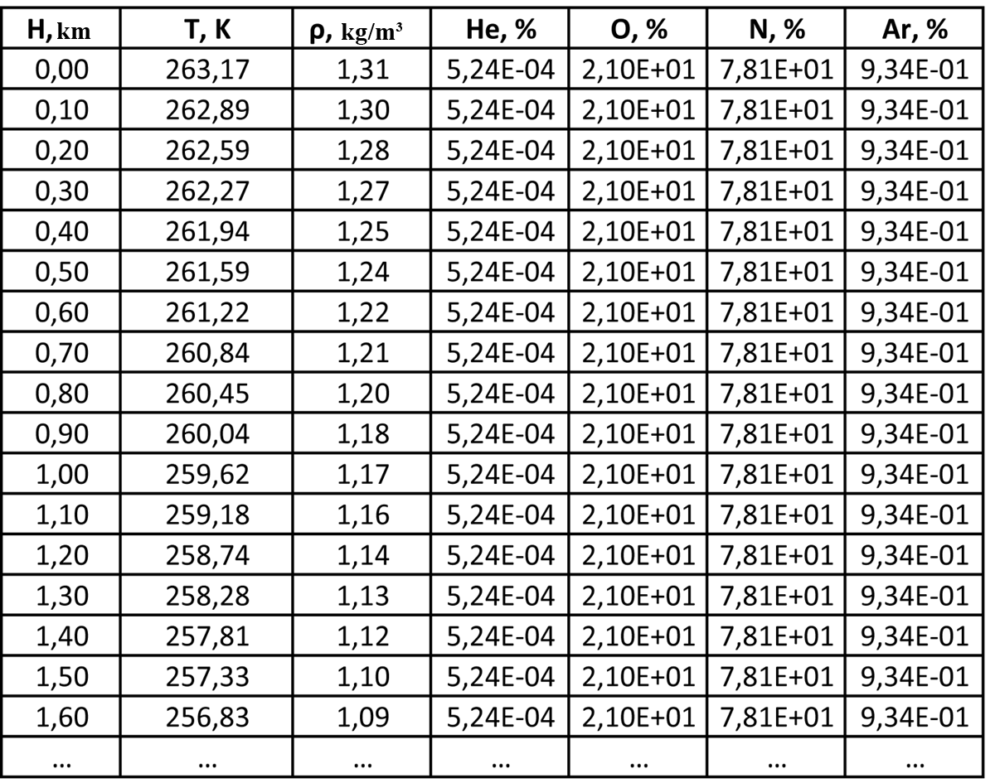 H, km T, K ρ, kg/m³ He, % O, % N, % Ar, %
0,00 263,17 1,31 5,24E-04 2,10E+01 7,81E+01 9,34E-01
0,10 262,89 1,30 5,24E-04 2,10E+01 7,81E+01 9,34E-01
0,20 262,59 1,28 5,24E-04 2,10E+01 7,81E+01 9,34E-01
0,30 262,27 1,27 5,24E-04 2,10E+01 7,81E+01 9,34E-01
0,40 261,94 1,25 5,24E-04 2,10E+01 7,81E+01 9,34E-01
0,50 261,59 1,24 5,24E-04 2,10E+01 7,81E+01 9,34E-01
0,60 261,22 1,22 5,24E-04 2,10E+01 7,81E+01 9,34E-01
0,70 260,84 1,21 5,24E-04 2,10E+01 7,81E+01 9,34E-01
0,80 260,45 1,20 5,24E-04 2,10E+01 7,81E+01 9,34E-01
0,90 260,04 1,18 5,24E-04 2,10E+01 7,81E+01 9,34E-01
1,00 259,62 1,17 5,24E-04 2,10E+01 7,81E+01 9,34E-01
1,10 259,18 1,16 5,24E-04 2,10E+01 7,81E+01 9,34E-01
1,20 258,74 1,14 5,24E-04 2,10E+01 7,81E+01 9,34E-01
1,30 258,28 1,13 5,24E-04 2,10E+01 7,81E+01 9,34E-01
1,40 257,81 1,12 5,24E-04 2,10E+01 7,81E+01 9,34E-01
1,50 257,33 1,10 5,24E-04 2,10E+01 7,81E+01 9,34E-01
1,60 256,83 1,09 5,24E-04 2,10E+01 7,81E+01 9,34E-01
... ... ... ... ... ... ...